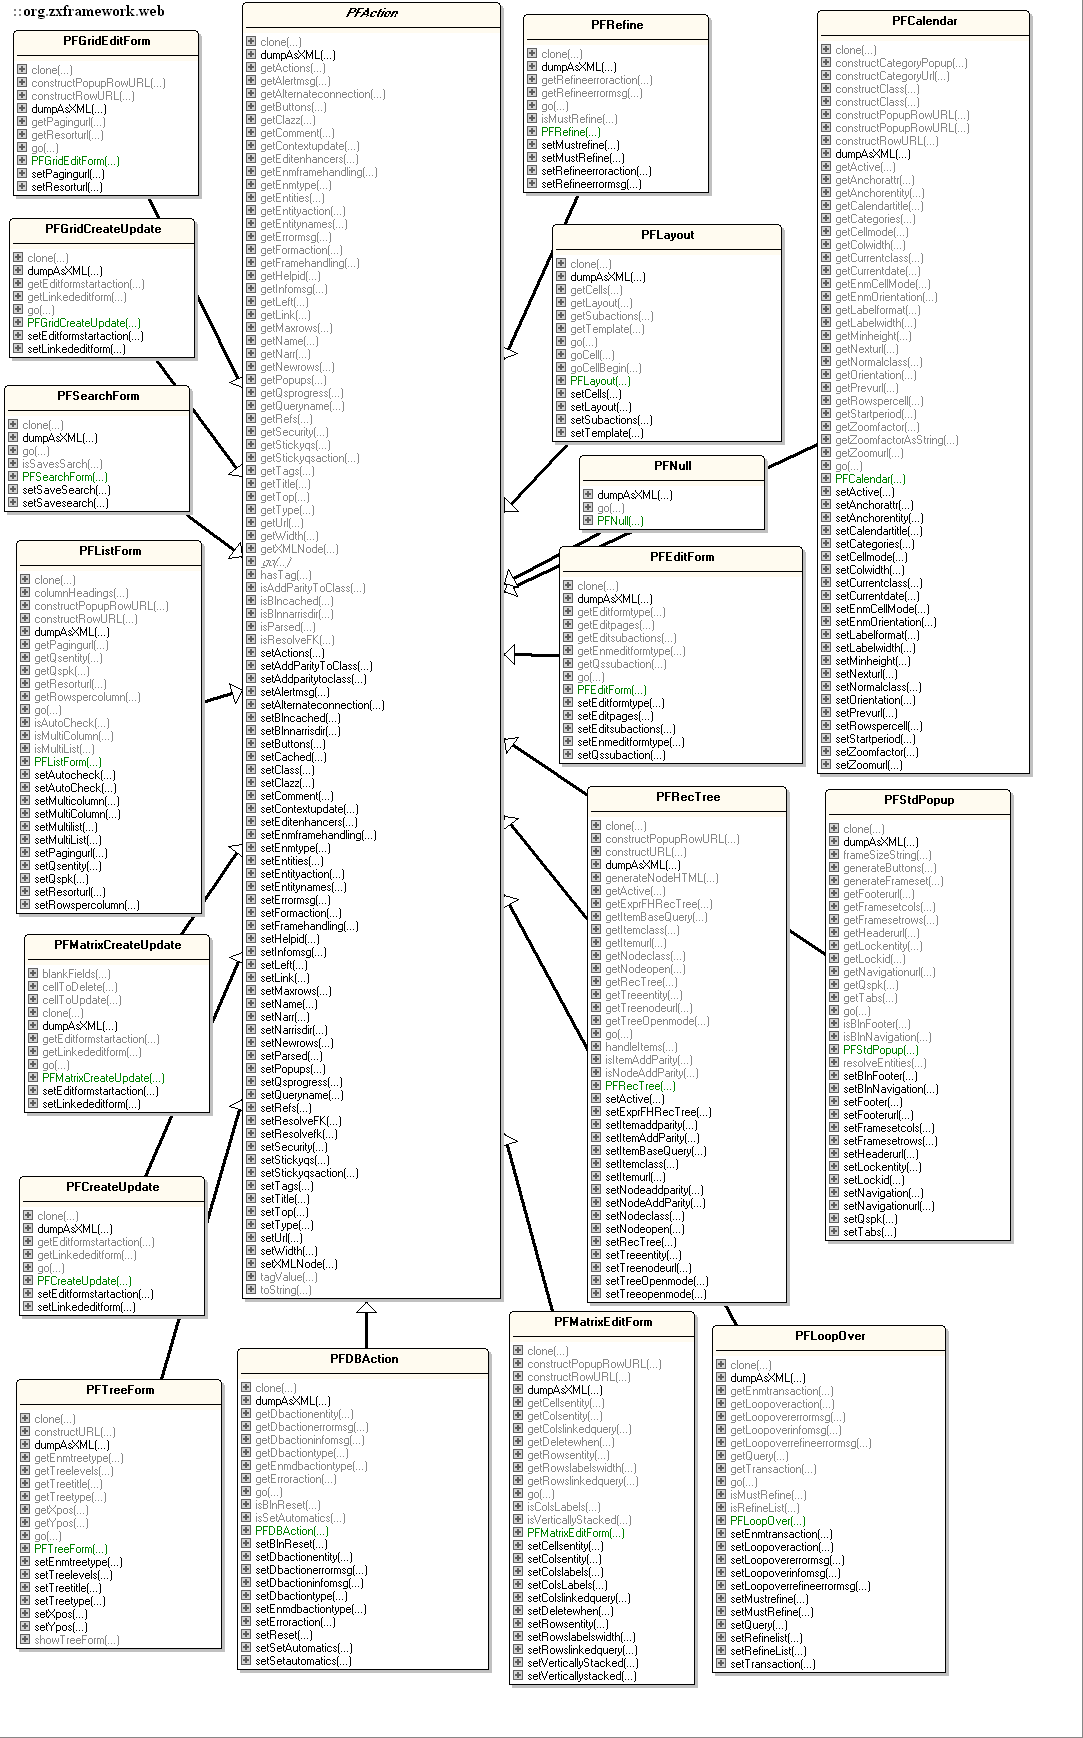 ::org.zxframework.web
PFGridEditForm
clone(...)
constructPopupRowURL(...)
constructRowURL(...)
dumpAsXML(...)
getPagingurl(...)
getResorturl(...)
go(...)
PFGridEditForm(...)
setPagingurl(...)
setResorturl(...)
PFGridCreateUpdate
clone(...)
dumpAsXML(...)
getEditformstartaction(...)
getLinkededitform(...)
go(...)
PFGridCreateUpdate(...)
setEditformstartaction(...)
setLinkededitform(...)
PFSearchForm
clone(...)
dumpAsXML(...)
go(...)
isSavesSarch(...)
PFSearchForm(...)
setSaveSearch(...)
setSavesearch(...)
PFListForm
clone(...)
columnHeadings(...)
constructPopupRowURL(...)
constructRowURL(...)
dumpAsXML(...)
getPagingurl(...)
getQsentity(...)
getQspk(...)
getResorturl(...)
getRowspercolumn(...)
go(...)
isAutoCheck(...)
isMultiColumn(...)
isMultiList(...)
PFListForm(...)
setAutocheck(...)
setAutoCheck(...)
setMulticolumn(...)
setMultiColumn(...)
setMultilist(...)
setMultiList(...)
setPagingurl(...)
setQsentity(...)
setQspk(...)
setResorturl(...)
setRowspercolumn(...)
PFMatrixCreateUpdate
blankFields(...)
cellToDelete(...)
cellToUpdate(...)
clone(...)
dumpAsXML(...)
getEditformstartaction(...)
getLinkededitform(...)
go(...)
PFMatrixCreateUpdate(...)
setEditformstartaction(...)
setLinkededitform(...)
PFCreateUpdate
clone(...)
dumpAsXML(...)
getEditformstartaction(...)
getLinkededitform(...)
go(...)
PFCreateUpdate(...)
setEditformstartaction(...)
setLinkededitform(...)
PFTreeForm
clone(...)
constructURL(...)
dumpAsXML(...)
getEnmtreetype(...)
getTreelevels(...)
getTreetitle(...)
getTreetype(...)
getXpos(...)
getYpos(...)
go(...)
PFTreeForm(...)
setEnmtreetype(...)
setTreelevels(...)
setTreetitle(...)
setTreetype(...)
setXpos(...)
setYpos(...)
showTreeForm(...)
PFAction
clone(...)
dumpAsXML(...)
getActions(...)
getAlertmsg(...)
getAlternateconnection(...)
getButtons(...)
getClazz(...)
getComment(...)
getContextupdate(...)
getEditenhancers(...)
getEnmframehandling(...)
getEnmtype(...)
getEntities(...)
getEntityaction(...)
getEntitynames(...)
getErrormsg(...)
getFormaction(...)
getFramehandling(...)
getHelpid(...)
getInfomsg(...)
getLeft(...)
getLink(...)
getMaxrows(...)
getName(...)
getNarr(...)
getNewrows(...)
getPopups(...)
getQsprogress(...)
getQueryname(...)
getRefs(...)
getSecurity(...)
getStickyqs(...)
getStickyqsaction(...)
getTags(...)
getTitle(...)
getTop(...)
getType(...)
getUrl(...)
getWidth(...)
getXMLNode(...)
go(...)
hasTag(...)
isAddParityToClass(...)
isBlncached(...)
isBlnnarrisdir(...)
isParsed(...)
isResolveFK(...)
setActions(...)
setAddParityToClass(...)
setAddparitytoclass(...)
setAlertmsg(...)
setAlternateconnection(...)
setBlncached(...)
setBlnnarrisdir(...)
setButtons(...)
setCached(...)
setClass(...)
setClazz(...)
setComment(...)
setContextupdate(...)
setEditenhancers(...)
setEnmframehandling(...)
setEnmtype(...)
setEntities(...)
setEntityaction(...)
setEntitynames(...)
setErrormsg(...)
setFormaction(...)
setFramehandling(...)
setHelpid(...)
setInfomsg(...)
setLeft(...)
setLink(...)
setMaxrows(...)
setName(...)
setNarr(...)
setNarrisdir(...)
setNewrows(...)
setParsed(...)
setPopups(...)
setQsprogress(...)
setQueryname(...)
setRefs(...)
setResolveFK(...)
setResolvefk(...)
setSecurity(...)
setStickyqs(...)
setStickyqsaction(...)
setTags(...)
setTitle(...)
setTop(...)
setType(...)
setUrl(...)
setWidth(...)
setXMLNode(...)
tagValue(...)
toString(...)
PFDBAction
clone(...)
dumpAsXML(...)
getDbactionentity(...)
getDbactionerrormsg(...)
getDbactioninfomsg(...)
getDbactiontype(...)
getEnmdbactiontype(...)
getErroraction(...)
go(...)
isBlnReset(...)
isSetAutomatics(...)
PFDBAction(...)
setBlnReset(...)
setDbactionentity(...)
setDbactionerrormsg(...)
setDbactioninfomsg(...)
setDbactiontype(...)
setEnmdbactiontype(...)
setErroraction(...)
setReset(...)
setSetAutomatics(...)
setSetautomatics(...)
PFRefine
clone(...)
dumpAsXML(...)
getRefineerroraction(...)
getRefineerrormsg(...)
go(...)
isMustRefine(...)
PFRefine(...)
setMustrefine(...)
setMustRefine(...)
setRefineerroraction(...)
setRefineerrormsg(...)
PFLayout
clone(...)
dumpAsXML(...)
getCells(...)
getLayout(...)
getSubactions(...)
getTemplate(...)
go(...)
goCell(...)
goCellBegin(...)
PFLayout(...)
setCells(...)
setLayout(...)
setSubactions(...)
setTemplate(...)
PFNull
dumpAsXML(...)
go(...)
PFNull(...)
PFEditForm
clone(...)
dumpAsXML(...)
getEditformtype(...)
getEditpages(...)
getEditsubactions(...)
getEnmeditformtype(...)
getQssubaction(...)
go(...)
PFEditForm(...)
setEditformtype(...)
setEditpages(...)
setEditsubactions(...)
setEnmeditformtype(...)
setQssubaction(...)
PFRecTree
clone(...)
constructPopupRowURL(...)
constructURL(...)
dumpAsXML(...)
generateNodeHTML(...)
getActive(...)
getExprFHRecTree(...)
getItemBaseQuery(...)
getItemclass(...)
getItemurl(...)
getNodeclass(...)
getNodeopen(...)
getRecTree(...)
getTreeentity(...)
getTreenodeurl(...)
getTreeOpenmode(...)
go(...)
handleItems(...)
isItemAddParity(...)
isNodeAddParity(...)
PFRecTree(...)
setActive(...)
setExprFHRecTree(...)
setItemaddparity(...)
setItemAddParity(...)
setItemBaseQuery(...)
setItemclass(...)
setItemurl(...)
setNodeaddparity(...)
setNodeAddParity(...)
setNodeclass(...)
setNodeopen(...)
setRecTree(...)
setTreeentity(...)
setTreenodeurl(...)
setTreeOpenmode(...)
setTreeopenmode(...)
PFMatrixEditForm
clone(...)
constructPopupRowURL(...)
constructRowURL(...)
dumpAsXML(...)
getCellsentity(...)
getColsentity(...)
getColslinkedquery(...)
getDeletewhen(...)
getRowsentity(...)
getRowslabelswidth(...)
getRowslinkedquery(...)
go(...)
isColsLabels(...)
isVerticallyStacked(...)
PFMatrixEditForm(...)
setCellsentity(...)
setColsentity(...)
setColslabels(...)
setColsLabels(...)
setColslinkedquery(...)
setDeletewhen(...)
setRowsentity(...)
setRowslabelswidth(...)
setRowslinkedquery(...)
setVerticallyStacked(...)
setVerticallystacked(...)
PFCalendar
clone(...)
constructCategoryPopup(...)
constructCategoryUrl(...)
constructClass(...)
constructClass(...)
constructPopupRowURL(...)
constructPopupRowURL(...)
constructRowURL(...)
dumpAsXML(...)
getActive(...)
getAnchorattr(...)
getAnchorentity(...)
getCalendartitle(...)
getCategories(...)
getCellmode(...)
getColwidth(...)
getCurrentclass(...)
getCurrentdate(...)
getEnmCellMode(...)
getEnmOrientation(...)
getLabelformat(...)
getLabelwidth(...)
getMinheight(...)
getNexturl(...)
getNormalclass(...)
getOrientation(...)
getPrevurl(...)
getRowspercell(...)
getStartperiod(...)
getZoomfactor(...)
getZoomfactorAsString(...)
getZoomurl(...)
go(...)
PFCalendar(...)
setActive(...)
setAnchorattr(...)
setAnchorentity(...)
setCalendartitle(...)
setCategories(...)
setCellmode(...)
setColwidth(...)
setCurrentclass(...)
setCurrentdate(...)
setEnmCellMode(...)
setEnmOrientation(...)
setLabelformat(...)
setLabelwidth(...)
setMinheight(...)
setNexturl(...)
setNormalclass(...)
setOrientation(...)
setPrevurl(...)
setRowspercell(...)
setStartperiod(...)
setZoomfactor(...)
setZoomurl(...)
PFStdPopup
clone(...)
dumpAsXML(...)
frameSizeString(...)
generateButtons(...)
generateFrameset(...)
getFooterurl(...)
getFramesetcols(...)
getFramesetrows(...)
getHeaderurl(...)
getLockentity(...)
getLockid(...)
getNavigationurl(...)
getQspk(...)
getTabs(...)
go(...)
isBlnFooter(...)
isBlnNavigation(...)
PFStdPopup(...)
resolveEntities(...)
setBlnFooter(...)
setBlnNavigation(...)
setFooter(...)
setFooterurl(...)
setFramesetcols(...)
setFramesetrows(...)
setHeaderurl(...)
setLockentity(...)
setLockid(...)
setNavigation(...)
setNavigationurl(...)
setQspk(...)
setTabs(...)
PFLoopOver
clone(...)
dumpAsXML(...)
getEnmtransaction(...)
getLoopoveraction(...)
getLoopovererrormsg(...)
getLoopoverinfomsg(...)
getLoopoverrefineerrormsg(...)
getQuery(...)
getTransaction(...)
go(...)
isMustRefine(...)
isRefineList(...)
PFLoopOver(...)
setEnmtransaction(...)
setLoopoveraction(...)
setLoopovererrormsg(...)
setLoopoverinfomsg(...)
setLoopoverrefineerrormsg(...)
setMustrefine(...)
setMustRefine(...)
setQuery(...)
setRefinelist(...)
setRefineList(...)
setTransaction(...)